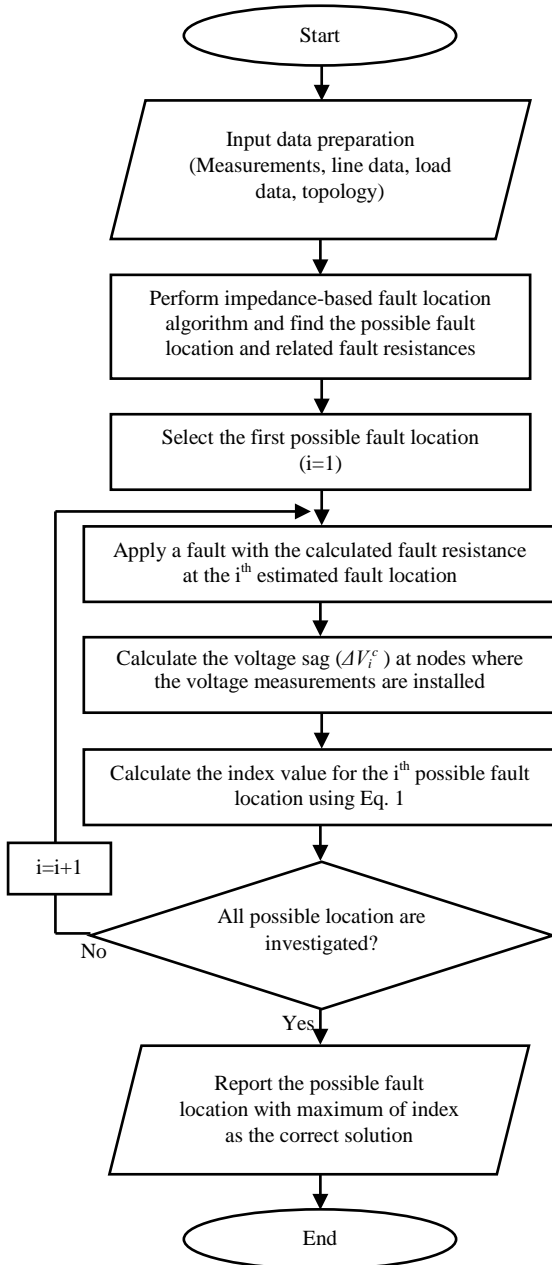 Start
Input data preparation
(Measurements, line data, load
data, topology)
Perform impedance-based fault location
algorithm and find the possible fault
location and related fault resistances
Select the first possible fault location
(i=1)
Apply a fault with the calculated fault resistance
at the iᵗʰ estimated fault location
Calculate the voltage sag (ΔVᵢᶜ ) at nodes where
the voltage measurements are installed
Calculate the index value for the iᵗʰ possible fault
location using Eq. 1
i=i+1
All possible location are
investigated?
No
Yes
Report the possible fault
location with maximum of index
as the correct solution
End